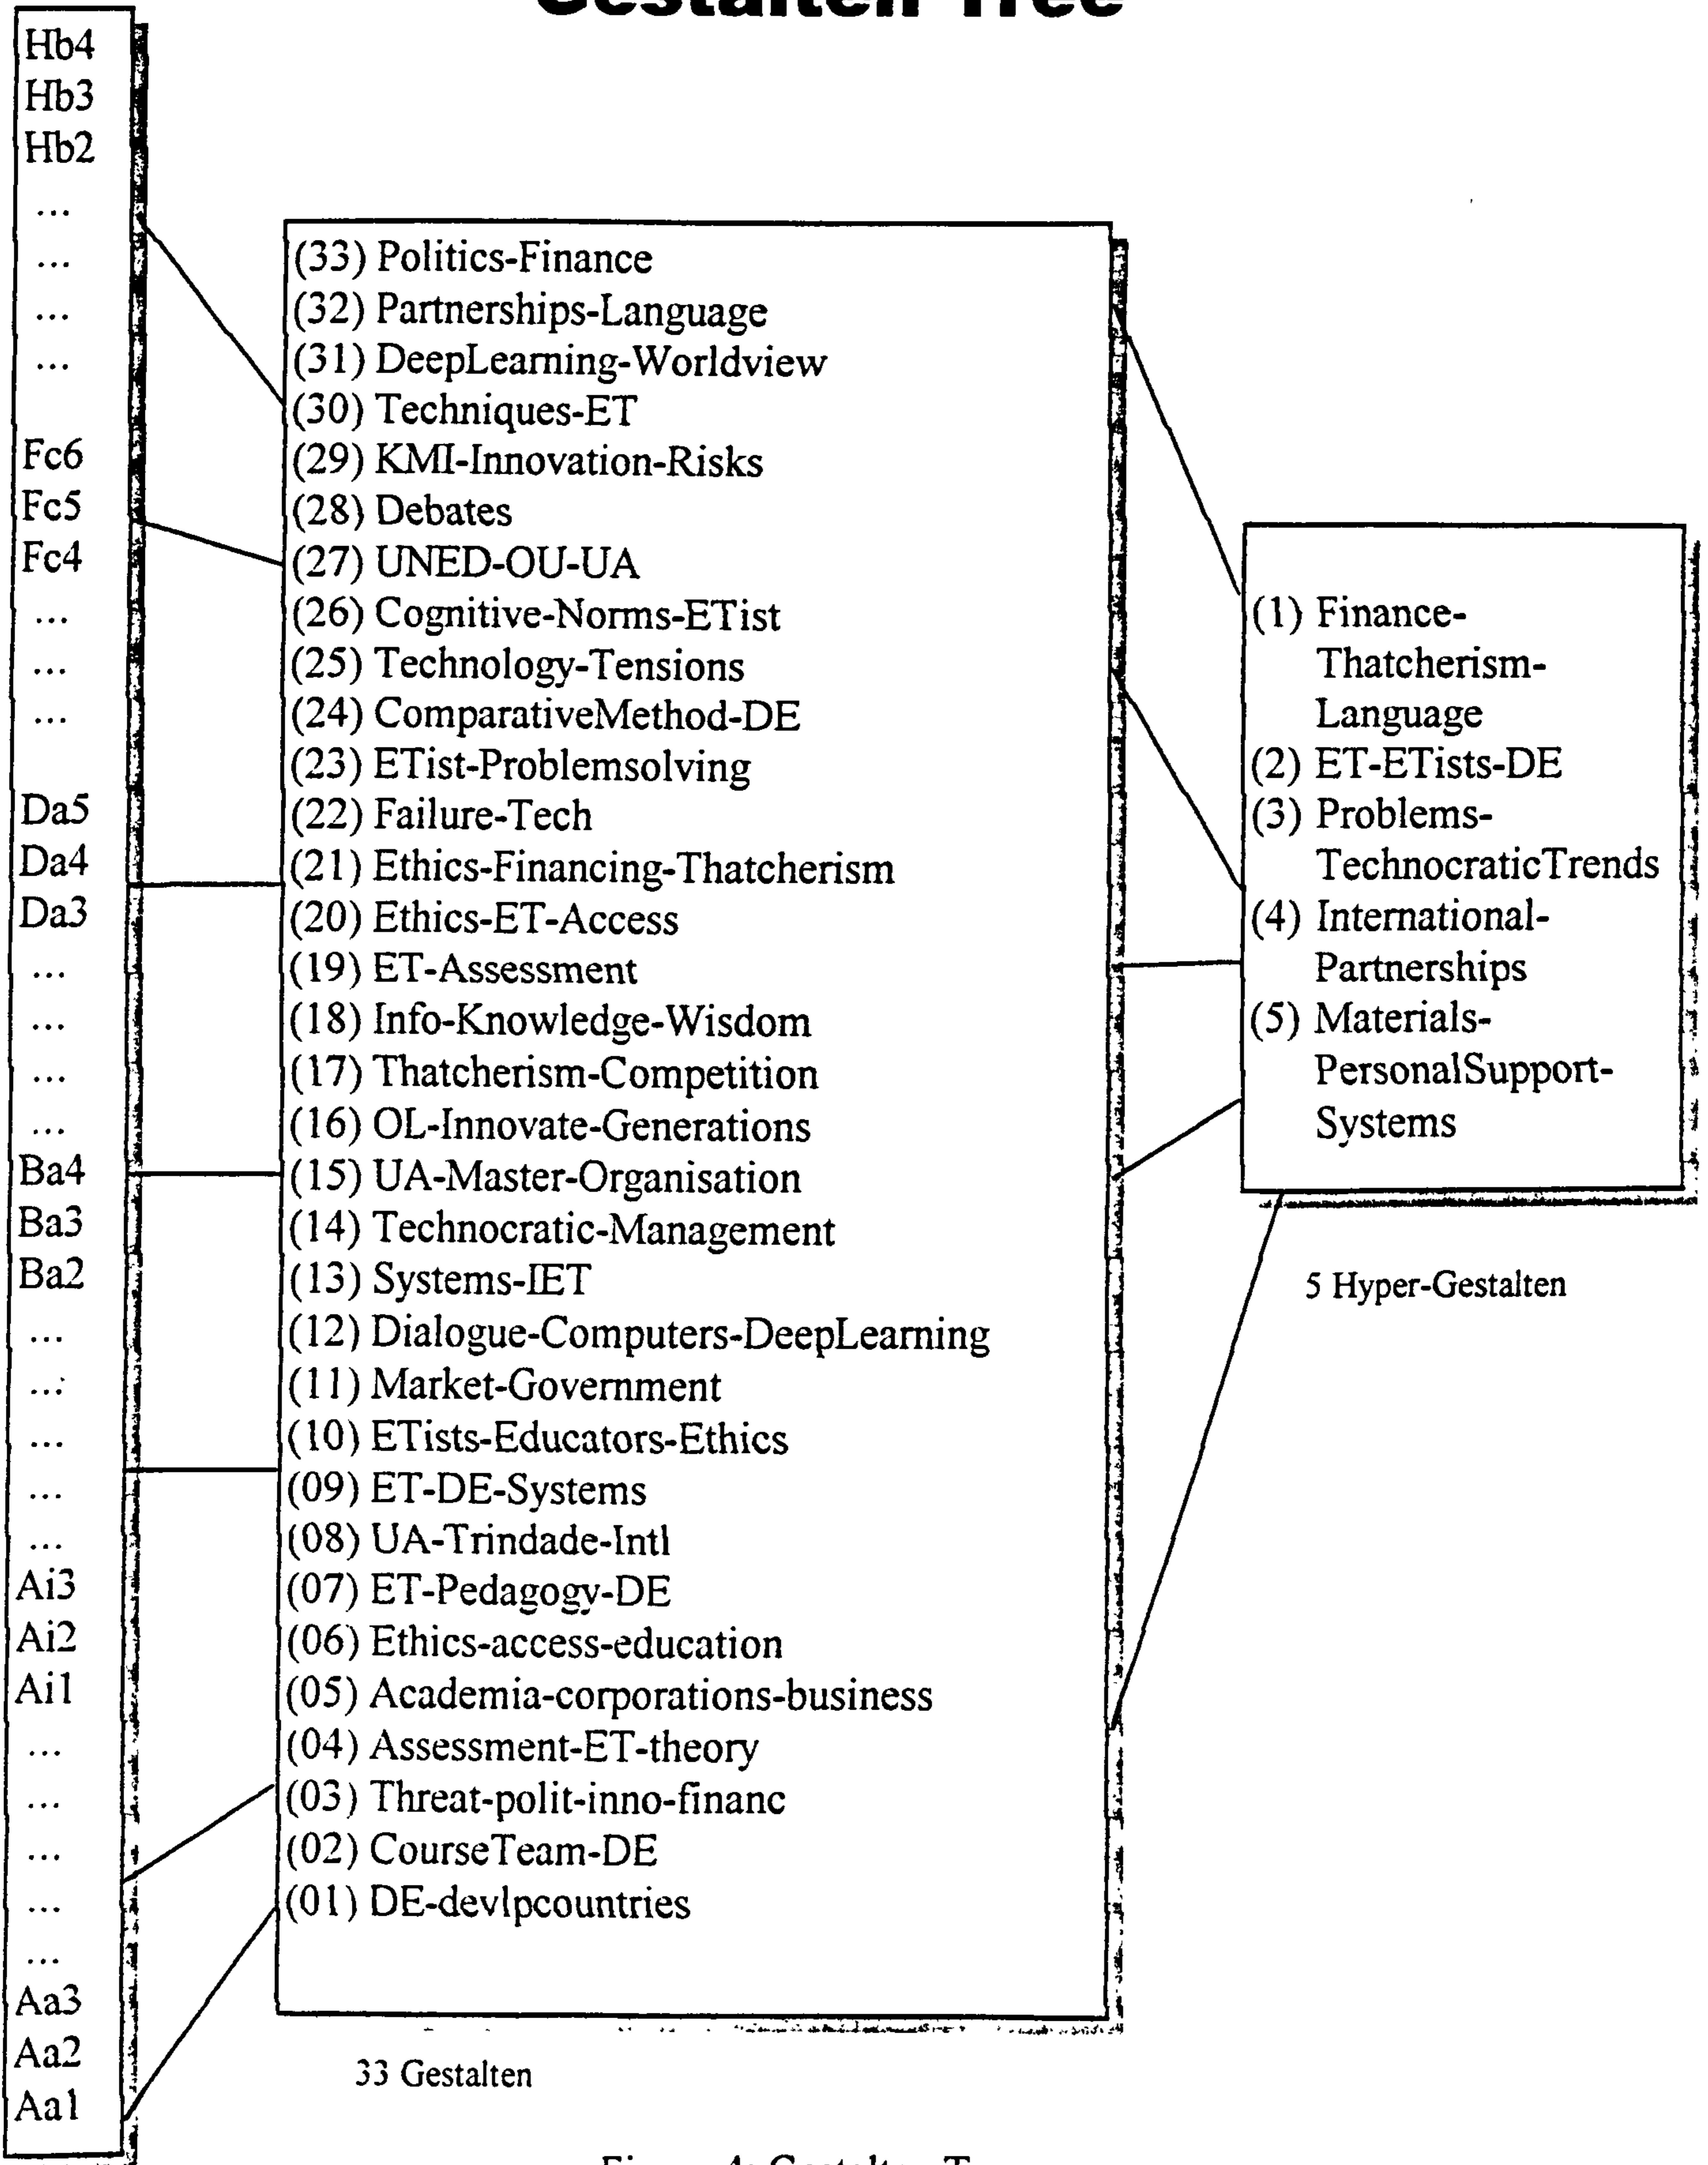 Gestalten Tree
Hb4
Hb3
Hb2
...
...
...
...
Fc6
Fc5
Fc4
...
...
...
Da5
Da4
Da3
...
...
...
...
Ba4
Ba3
Ba2
...
...
...
...
...
Ai3
Ai2
Ai1
...
...
...
...
...
Aa3
Aa2
Aa1
(33) Politics-Finance
(32) Partnerships-Language
(31) DeepLearning-Worldview
(30) Techniques-ET
(29) KMI-Innovation-Risks
(28) Debates
(27) UNED-OU-UA
(26) Cognitive-Norms-ETist
(25) Technology-Tensions
(24) ComparativeMethod-DE
(23) ETist-Problemsolving
(22) Failure-Tech
(21) Ethics-Financing-Thatcherism
(20) Ethics-ET-Access
(19) ET-Assessment
(18) Info-Knowledge-Wisdom
(17) Thatcherism-Competition
(16) OL-Innovate-Generations
(15) UA-Master-Organisation
(14) Technocratic-Management
(13) Systems-IET
(12) Dialogue-Computers-DeepLearning
(11) Market-Government
(10) ETists-Educators-Ethics
(09) ET-DE-Systems
(08) UA-Trindade-Intl
(07) ET-Pedagogy-DE
(06) Ethics-access-education
(05) Academia-corporations-business
(04) Assessment-ET-theory
(03) Threat-polit-inno-financ
(02) CourseTeam-DE
(01) DE-devlpcountries
33 Gestalten
(1) Finance-
Thatcherism-
Language
(2) ET-ETists-DE
(3) Problems-
TechnocraticTrends
(4) International-
Partnerships
(5) Materials-
PersonalSupport-
Systems
5 Hyper-Gestalten